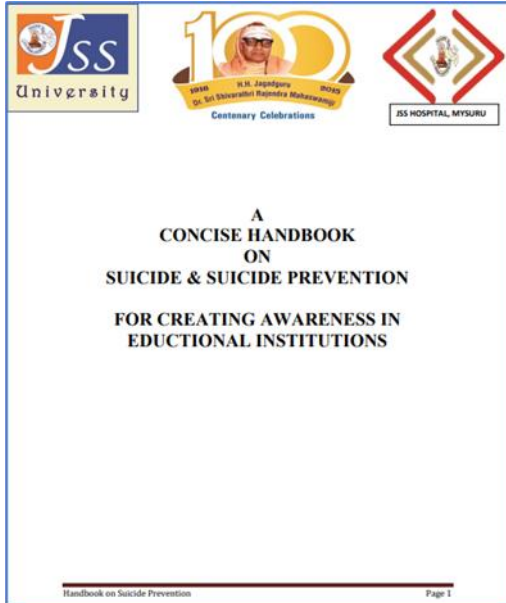 JSS
University
100
1916 H.H. Jagadguru 2015
Dr. Sri Shivarathri Rajendra Mahaswamiji
Centenary Celebrations
JSS HOSPITAL, MYSURU
A
CONCISE HANDBOOK
ON
SUICIDE & SUICIDE PREVENTION
FOR CREATING AWARENESS IN
EDUCTIONAL INSTITUTIONS
Handbook on Suicide Prevention Page 1